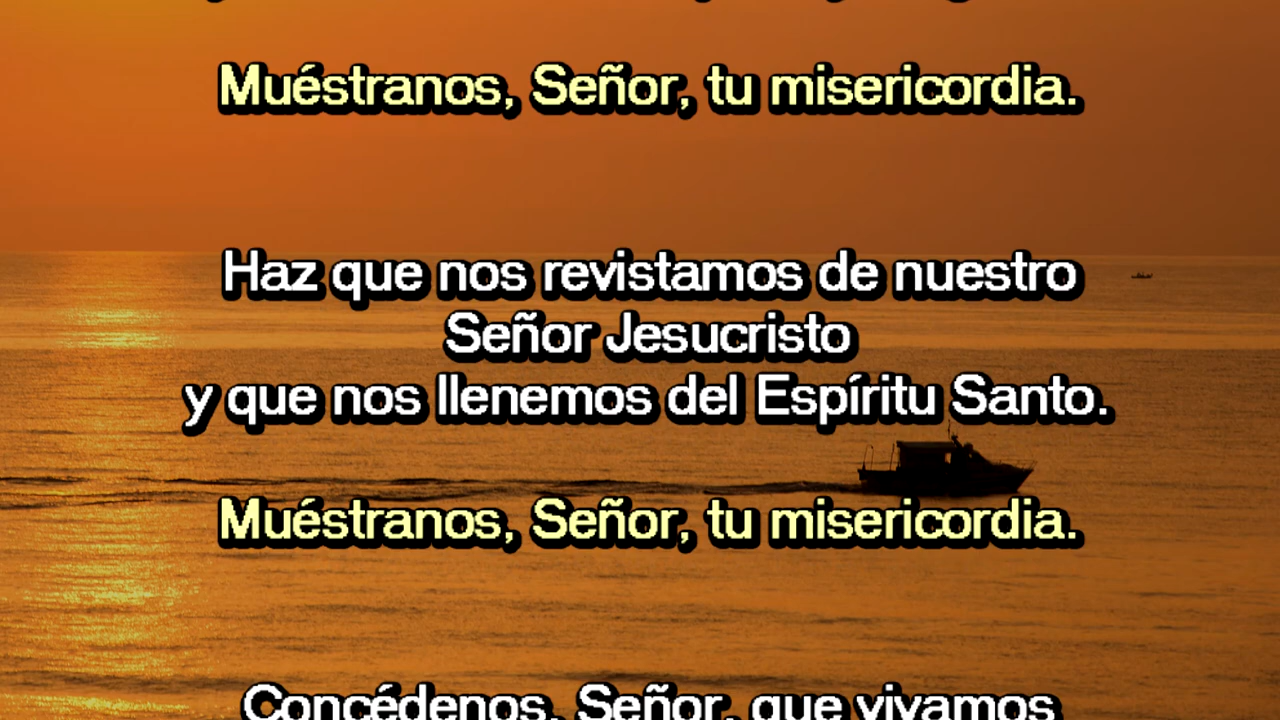 Muéstranos, Señor, tu misericordia.
Haz que nos revistamos de nuestro
Señor Jesucristo
y que nos llenemos del Espíritu Santo.
Muéstranos, Señor, tu misericordia.
Concédenos, Señor, que vivamos